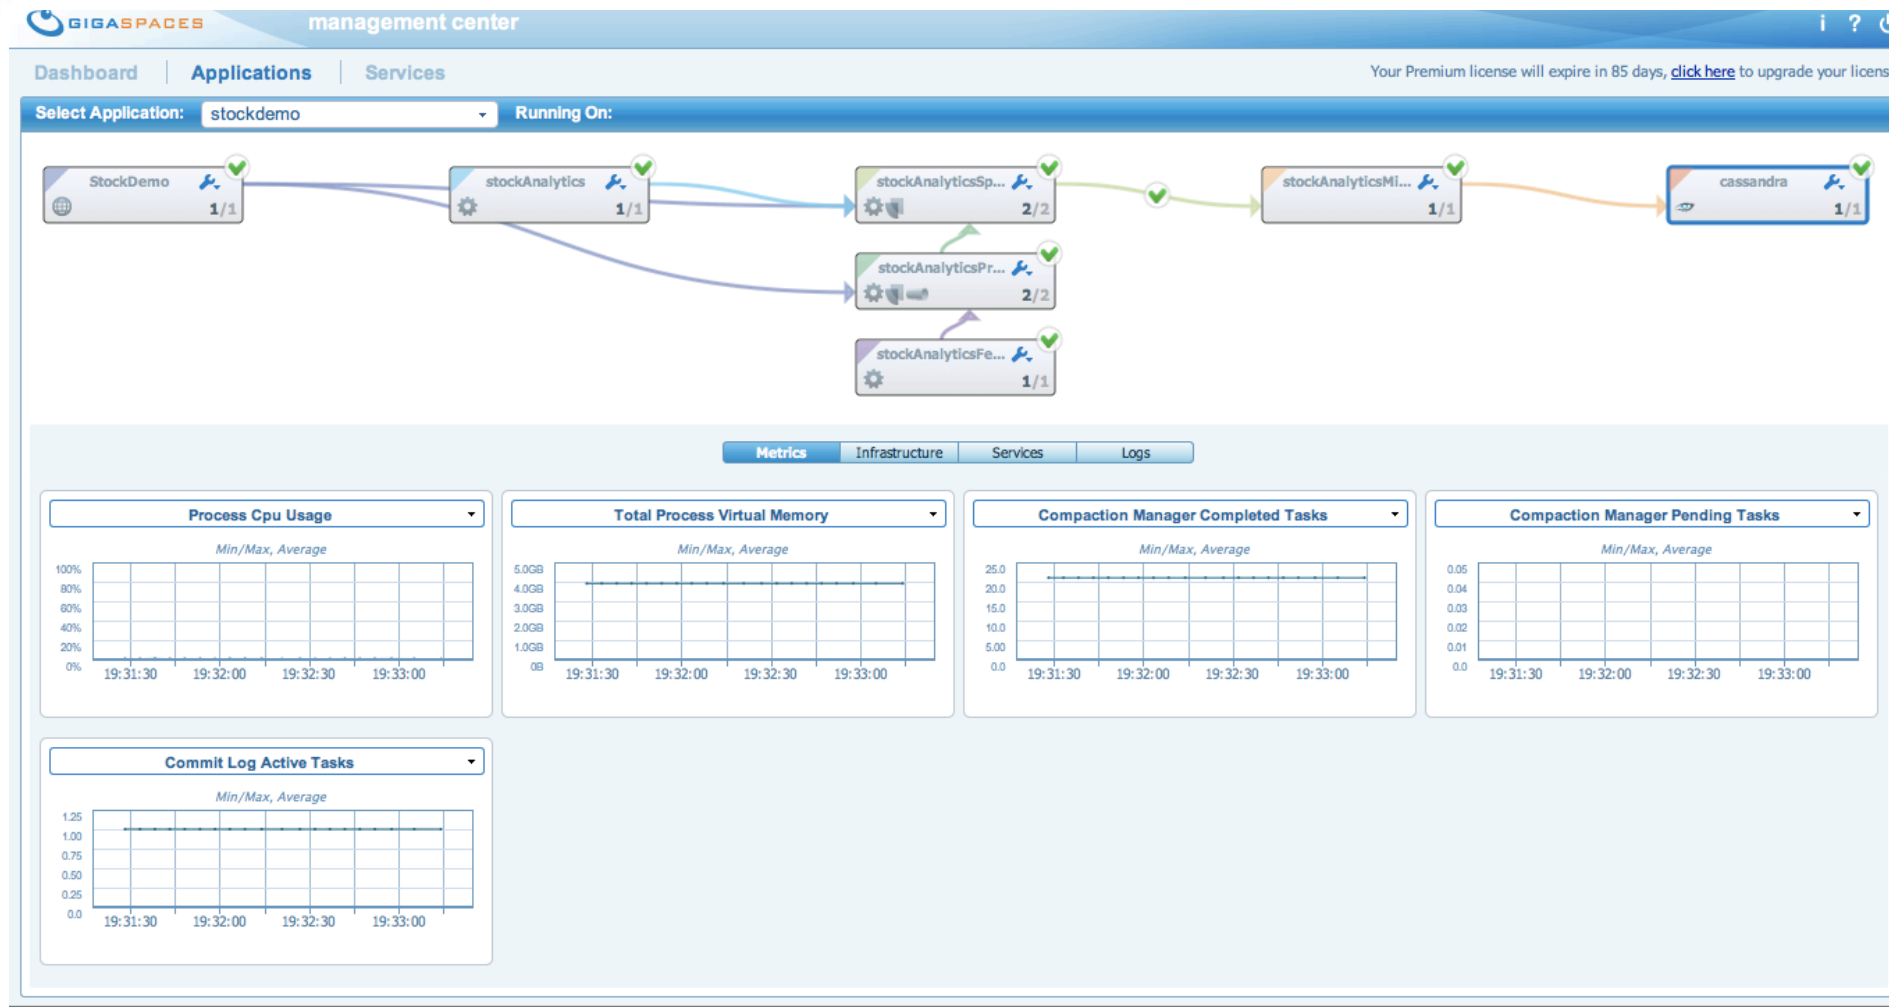 GIGASPACES management center i ?
Dashboard Applications Services Your Premium license will expire in 85 days, click here to upgrade your licens
Select Application: stockdemo Running On:
StockDemo stockAnalytics stockAnalyticsSp... stockAnalyticsMi... cassandra
1/1 1/1 2/2 1/1 1/1
stockAnalyticsPr...
2/2
stockAnalyticsFe...
1/1
Metrics Infrastructure Services Logs
Process Cpu Usage
Min/Max, Average
100%
80%
60%
40%
20%
0%
19:31:30 19:32:00 19:32:30 19:33:00
Total Process Virtual Memory
Min/Max, Average
5.0GB
4.0GB
3.0GB
2.0GB
1.0GB
0B
19:31:30 19:32:00 19:32:30 19:33:00
Compaction Manager Completed Tasks
Min/Max, Average
25.0
20.0
15.0
10.0
5.00
0.0
19:31:30 19:32:00 19:32:30 19:33:00
Compaction Manager Pending Tasks
Min/Max, Average
0.05
0.04
0.03
0.02
0.01
0.0
19:31:30 19:32:00 19:32:30 19:33:00
Commit Log Active Tasks
Min/Max, Average
1.25
1.00
0.75
0.50
0.25
0.0
19:31:30 19:32:00 19:32:30 19:33:00